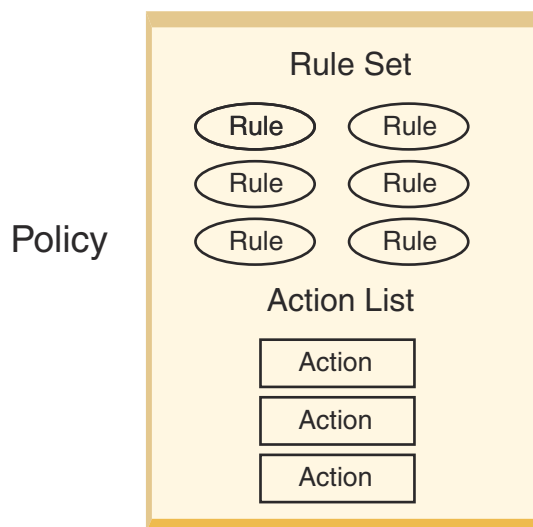 Rule Set
Rule Rule
Rule Rule
Policy
Rule Rule
Action List
Action
Action
Action